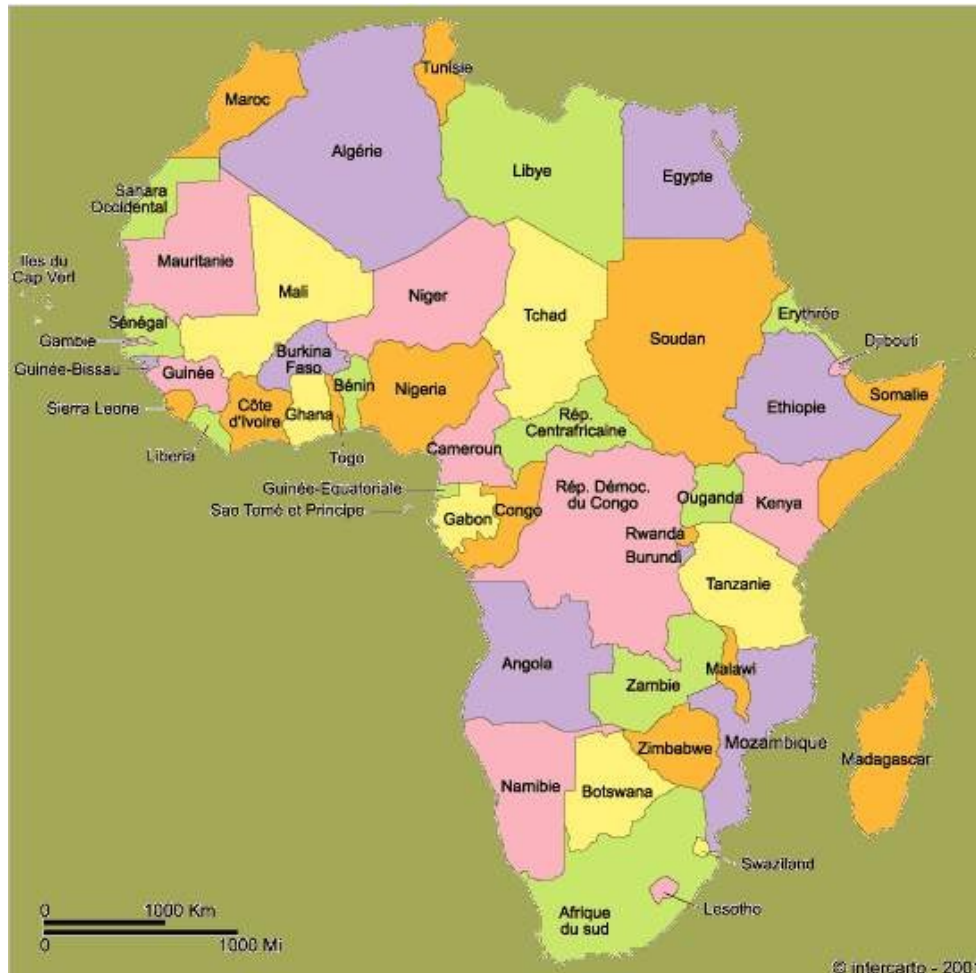 Tunisie
Maroc
Algérie
Libye
Egypte
Sahara
Occidental
Mauritanie
Iles du
Cap Vert
Mali
Niger
Tchad
Soudan
Erythrée
Sénégal
Gambie
Djibouti
Guinée-Bissau
Guinée
Burkina
Faso
Bénin
Nigeria
Somalie
Sierra Leone
Côte
d'Ivoire
Ghana
Rép.
Centrafricaine
Ethiopie
Liberia
Togo
Cameroun
Guinée-Equatoriale
Rép. Démoc.
du Congo
Ouganda
Kenya
Sao Tomé et Principe
Gabon
Congo
Rwanda
Burundi
Tanzanie
Angola
Zambie
Malawi
Mozambique
Zimbabwe
Madagascar
Namibie
Botswana
Swaziland
Lesotho
Afrique
du sud
0 1000 Km
0 1000 Mi
© intercarto - 200